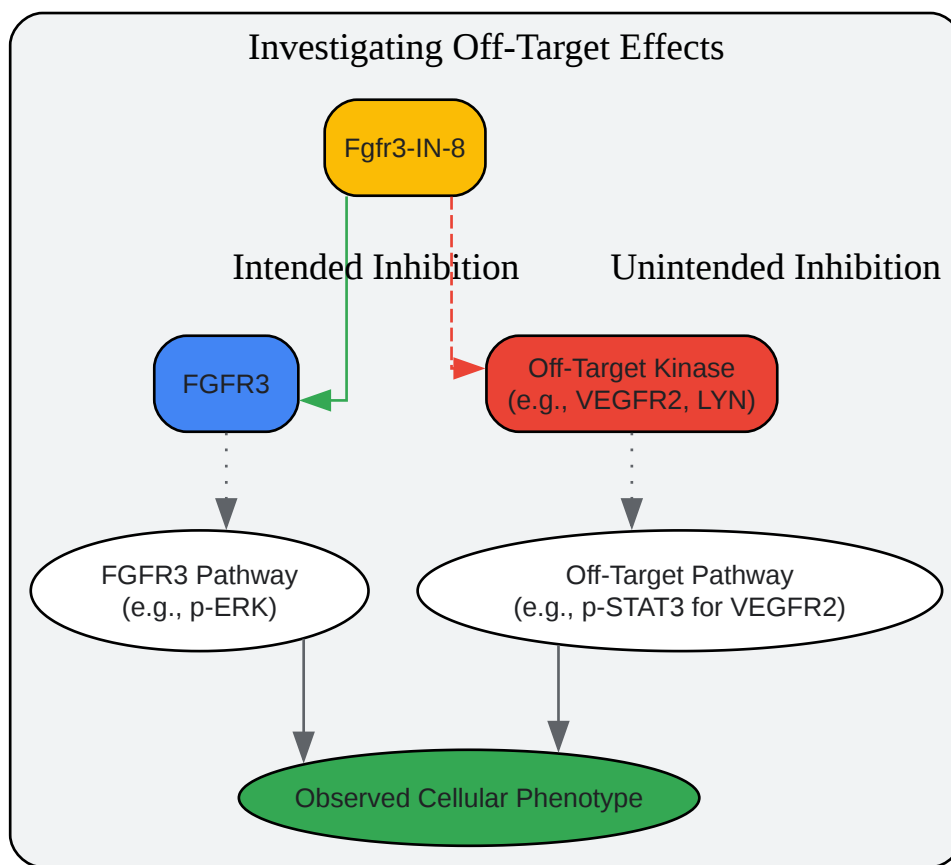 Investigating Off-Target Effects
Fgfr3-IN-8
Intended Inhibition
Unintended Inhibition
FGFR3
Off-Target Kinase
(e.g., VEGFR2, LYN)
FGFR3 Pathway
(e.g., p-ERK)
Off-Target Pathway
(e.g., p-STAT3 for VEGFR2)
Observed Cellular Phenotype